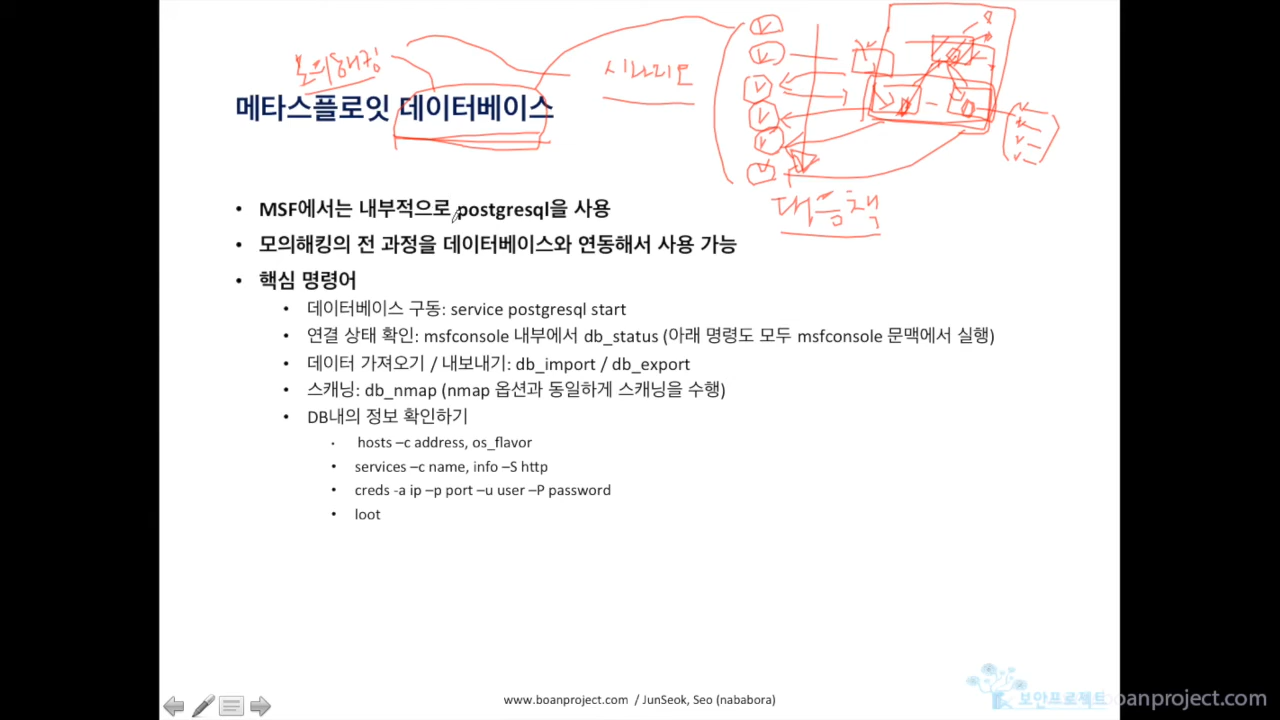 모의해킹
시나리오
메타스플로잇 데이터베이스
대응책
• MSF에서는 내부적으로 postgresql을 사용
• 모의해킹의 전 과정을 데이터베이스와 연동해서 사용 가능
• 핵심 명령어
• 데이터베이스 구동: service postgresql start
• 연결 상태 확인: msfconsole 내부에서 db_status (아래 명령도 모두 msfconsole 문맥에서 실행)
• 데이터 가져오기 / 내보내기: db_import / db_export
• 스캐닝: db_nmap (nmap 옵션과 동일하게 스캐닝을 수행)
• DB내의 정보 확인하기
• hosts –c address, os_flavor
• services –c name, info –S http
• creds -a ip –p port –u user –P password
• loot
www.boanproject.com / JunSeok, Seo (nababora)
보안프로젝트
boanproject.com